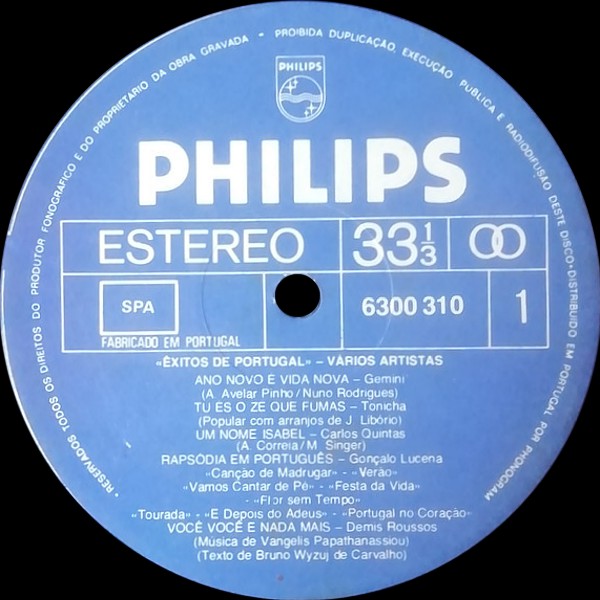 • RESERVADOS TODOS OS DIREITOS DO PRODUTOR FONOGRÁFICO E DO PROPRIETÁRIO DA OBRA GRAVADA • PROIBIDA DUPLICAÇÃO, EXECUÇÃO PÚBLICA E RADIODIFUSÃO DESTE DISCO • DISTRIBUIDO EM PORTUGAL POR PHONOGRAM
PHILIPS
PHILIPS
ESTEREO 33 1/3
SPA 6300 310 1
FABRICADO EM PORTUGAL
«ÊXITOS DE PORTUGAL» – VÁRIOS ARTISTAS
ANO NOVO É VIDA NOVA – Gemini
(A. Avelar Pinho/Nuno Rodrigues)
TU ÉS O ZÉ QUE FUMAS – Tonicha
(Popular com arranjos de J. Libório)
UM NOME ISABEL – Carlos Quintas
(A. Correia/M. Singer)
RAPSÓDIA EM PORTUGUÊS – Gonçalo Lucena
«Canção de Madrugar» - «Verão»
«Vamos Cantar de Pé» - «Festa da Vida»
- «Flor sem Tempo»
«Tourada» - «E Depois do Adeus» - «Portugal no Coração»
VOCÊ VOCÊ E NADA MAIS – Demis Roussos
(Música de Vangelis Papathanassiou)
(Texto de Bruno Wyzuj de Carvalho)